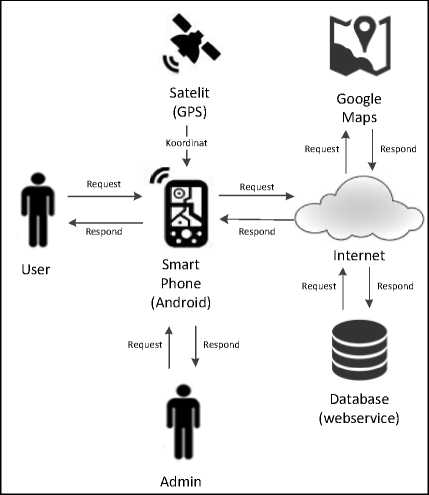 Satelit
(GPS)
Google
Maps
Koordinat
Request
Respond
Request
Request
Respond
Respond
User
Smart
Phone
(Android)
Internet
Request
Respond
Request
Respond
Database
(webservice)
Admin